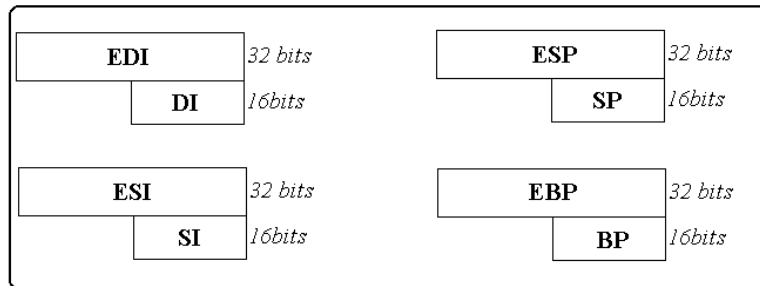 EDI 32 bits ESP 32 bits
DI 16bits SP 16bits
ESI 32 bits EBP 32 bits
SI 16bits BP 16bits